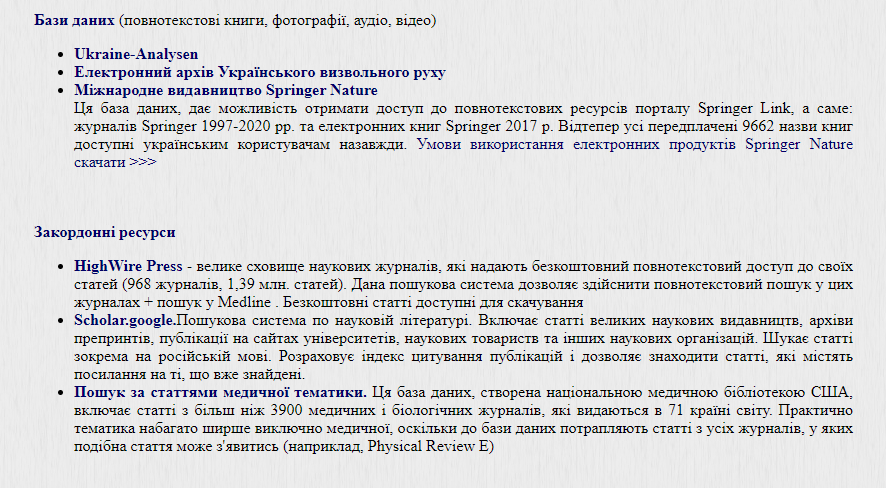 Бази даних (повнотекстові книги, фотографії, аудіо, відео)
Ukraine-Analysen
Електронний архів Українського визвольного руху
Міжнародне видавництво Springer Nature
Ця база даних, дає можливість отримати доступ до повнотекстових ресурсів порталу Springer Link, а саме:
журналів Springer 1997-2020 рр. та електронних книг Springer 2017 р. Відтепер усі передплачені 9662 назви книг
доступні українським користувачам назавжди. Умови використання електронних продуктів Springer Nature
скачати >>>
Закордонні ресурси
HighWire Press - велике сховище наукових журналів, які надають безкоштовний повнотекстовий доступ до своїх
статей (968 журналів, 1,39 млн. статей). Дана пошукова система дозволяє здійснити повнотекстовий пошук у цих
журналах + пошук у Medline . Безкоштовні статті доступні для скачування
Scholar.google.Пошукова система по науковій літературі. Включає статті великих наукових видавництв, архіви
препринтів, публікації на сайтах університетів, наукових товариств та інших наукових організацій. Шукає статті
зокрема на російській мові. Розраховує індекс цитування публікацій і дозволяє знаходити статті, які містять
посилання на ті, що вже знайдені.
Пошук за статтями медичної тематики. Ця база даних, створена національною медичною бібліотекою США,
включає статті з більш ніж 3900 медичних і біологічних журналів, які видаються в 71 країні світу. Практично
тематика набагато ширше виключно медичної, оскільки до бази даних потрапляють статті з усіх журналів, у яких
подібна стаття може з'явитись (наприклад, Physical Review E)